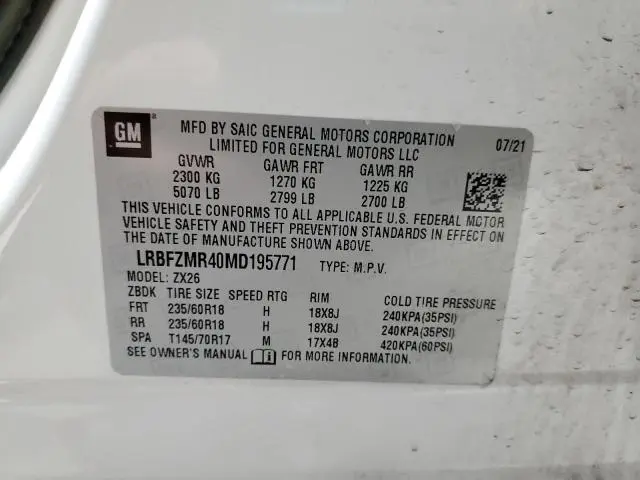 GM ®
MFD BY SAIC GENERAL MOTORS CORPORATION 07/21
LIMITED FOR GENERAL MOTORS LLC
GVWR GAWR FRT GAWR RR
2300 KG 1270 KG 1225 KG
5070 LB 2799 LB 2700 LB
THIS VEHICLE CONFORMS TO ALL APPLICABLE U.S. FEDERAL MOTOR
VEHICLE SAFETY AND THEFT PREVENTION STANDARDS IN EFFECT ON
THE DATE OF MANUFACTURE SHOWN ABOVE.
LRBFZMR40MD195771 TYPE: M.P.V.
MODEL: ZX26
ZBDK TIRE SIZE SPEED RTG RIM COLD TIRE PRESSURE
FRT 235/60R18 H 18X8J 240KPA(35PSI)
RR 235/60R18 H 18X8J 240KPA(35PSI)
SPA T145/70R17 M 17X4B 420KPA(60PSI)
SEE OWNER'S MANUAL FOR MORE INFORMATION.